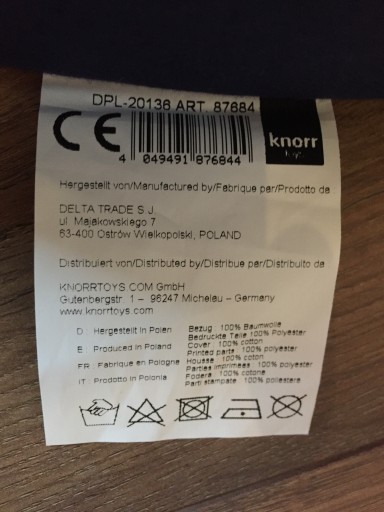 DPL-20136 ART. 87684
CE
knorr
toys
4 049491 876844
Hergestellt von/Manufactured by/Fabrique par/Prodotto da
DELTA TRADE S.J.
ul. Majakowskiego 7
63-400 Ostrów Wielkopolski, POLAND
Distribuiert von/Distributed by/Distribue par/Distribuito da
KNORRTOYS.COM GmbH
Gutenbergstr. 1 – 96247 Michelau – Germany
www.knorrtoys.com
D : Hergestellt in Polen
E : Produced in Poland
FR : Fabrique en Pologne
IT : Prodotto in Polonia
Bezug : 100% Baumwolle
Bedruckte Teile : 100% Polyester
Cover : 100% cotton
Printed parts : 100% polyester
Housse : 100% coton
Parties imprimees : 100% polyester
Fodera : 100% cotone
Parti stampate : 100% poliestere